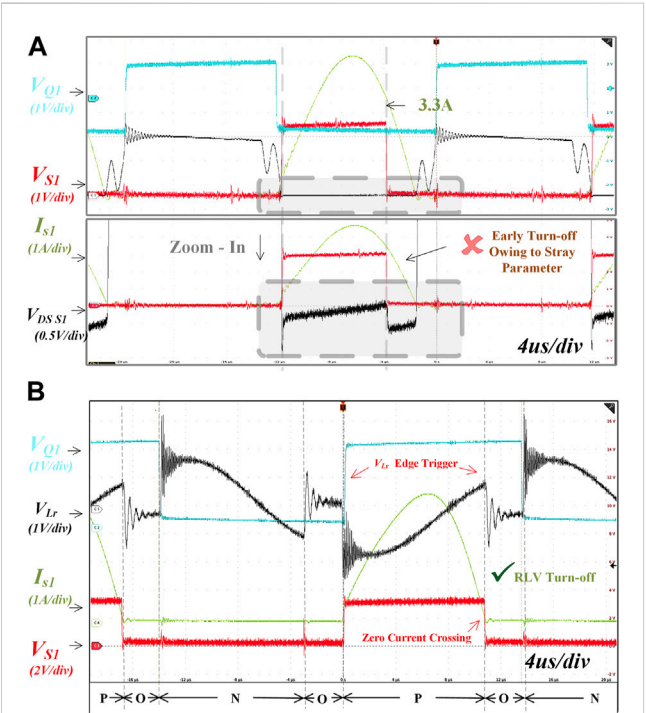 A
V_Q1
(1V/div)
3.3A
V_S1
(1V/div)
I_s1
(1A/div)
Zoom - In
Early Turn-off
Owing to Stray
Parameter
V_DS S1
(0.5V/div)
4us/div
B
V_Q1
(1V/div)
V_Lr Edge Trigger
V_Lr
(1V/div)
I_s1
(1A/div)
RLV Turn-off
Zero Current Crossing
V_S1
(2V/div)
4us/div
P O N O P O N